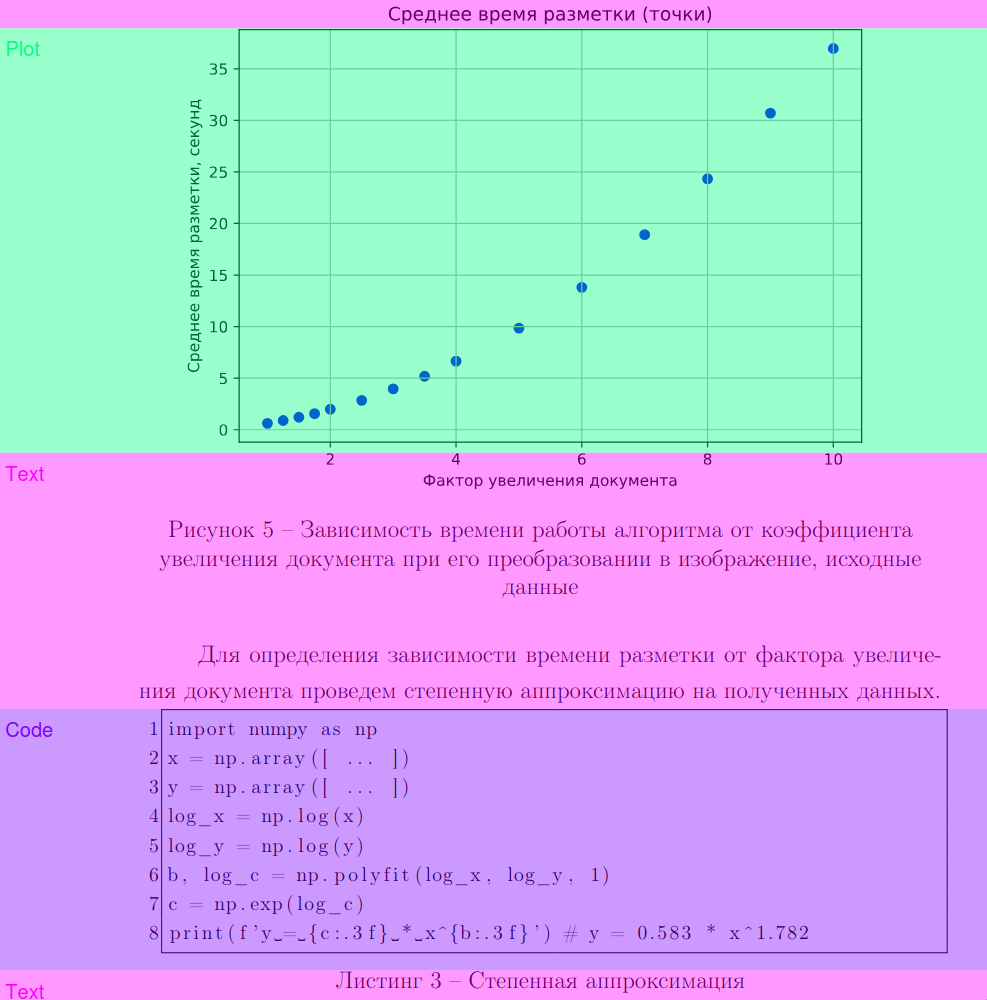 Среднее время разметки (точки)
Plot
35
30
25
20
15
10
5
0
Среднее время разметки, секунд
2 4 6 8 10
Фактор увеличения документа
Text
Рисунок 5 – Зависимость времени работы алгоритма от коэффициента
увеличения документа при его преобразовании в изображение, исходные
данные
Для определения зависимости времени разметки от фактора увеличе-
ния документа проведем степенную аппроксимацию на полученных данных.
Code
1 import numpy as np
2 x = np.array([ ... ])
3 y = np.array([ ... ])
4 log_x = np.log(x)
5 log_y = np.log(y)
6 b, log_c = np.polyfit(log_x, log_y, 1)
7 c = np.exp(log_c)
8 print(f'y␣=␣{c:.3f}␣*␣x^{b:.3f}') # y = 0.583 * x^1.782
Листинг 3 – Степенная аппроксимация
Text